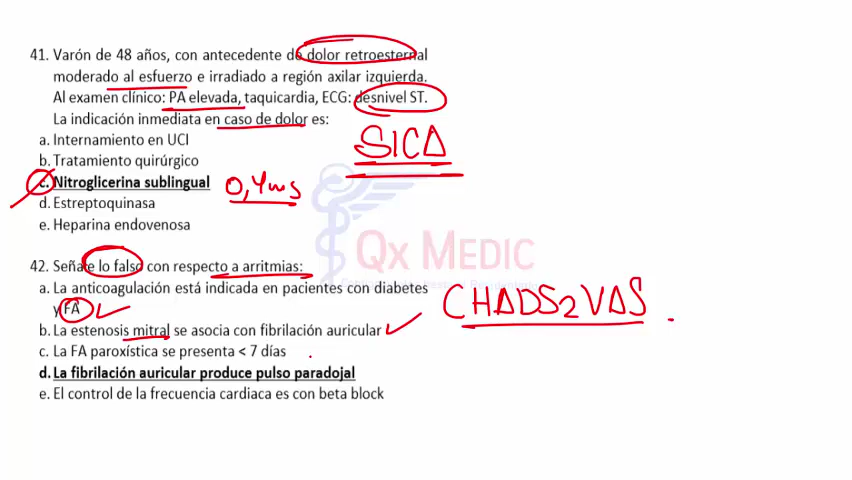 41. Varón de 48 años, con antecedente de dolor retroesternal
moderado al esfuerzo e irradiado a región axilar izquierda.
Al examen clínico: PA elevada, taquicardia, ECG: desnivel ST.
La indicación inmediata en caso de dolor es:
a. Internamiento en UCI
b. Tratamiento quirúrgico
c. Nitroglicerina sublingual
d. Estreptoquinasa
e. Heparina endovenosa
SICA
0,4mg
Qx MEDIC
42. Señale lo falso con respecto a arritmias:
a. La anticoagulación está indicada en pacientes con diabetes
y FA
b. La estenosis mitral se asocia con fibrilación auricular
c. La FA paroxística se presenta < 7 días
d. La fibrilación auricular produce pulso paradojal
e. El control de la frecuencia cardiaca es con beta block
CHADS2VAS